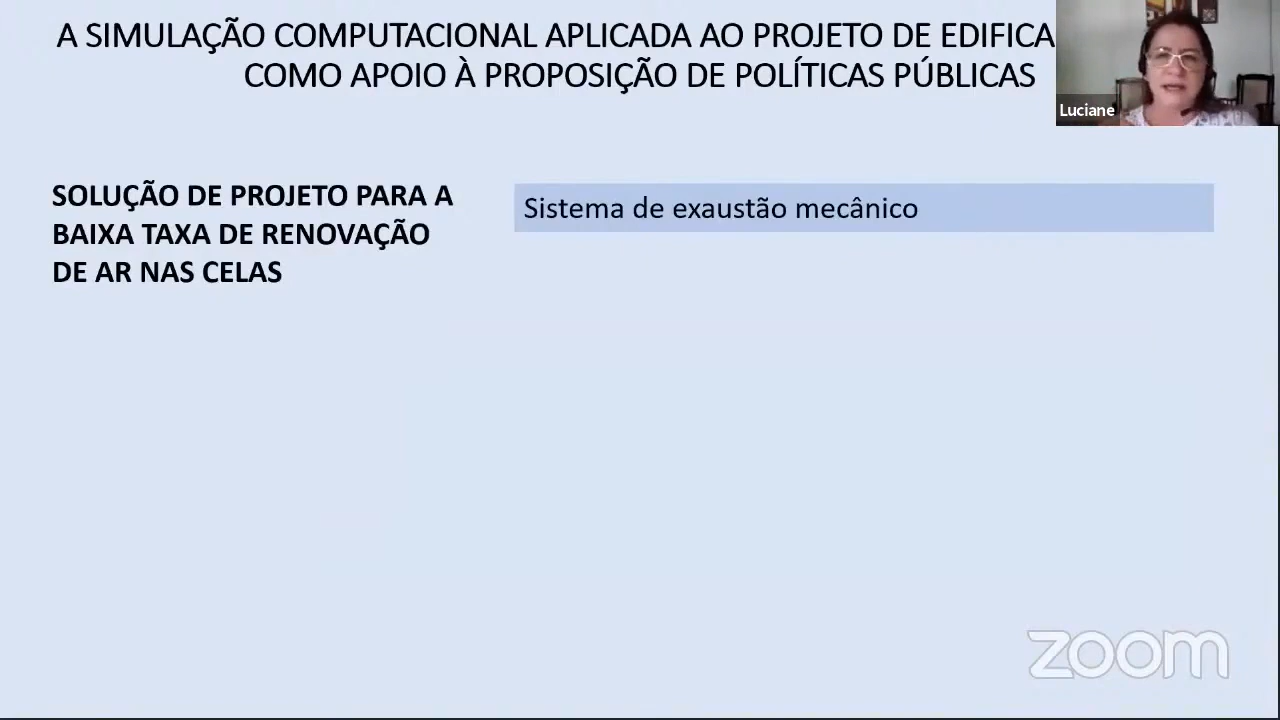 A SIMULAÇÃO COMPUTACIONAL APLICADA AO PROJETO DE EDIFICA
COMO APOIO À PROPOSIÇÃO DE POLÍTICAS PÚBLICAS
Luciane
SOLUÇÃO DE PROJETO PARA A
BAIXA TAXA DE RENOVAÇÃO
DE AR NAS CELAS
Sistema de exaustão mecânico
zoom